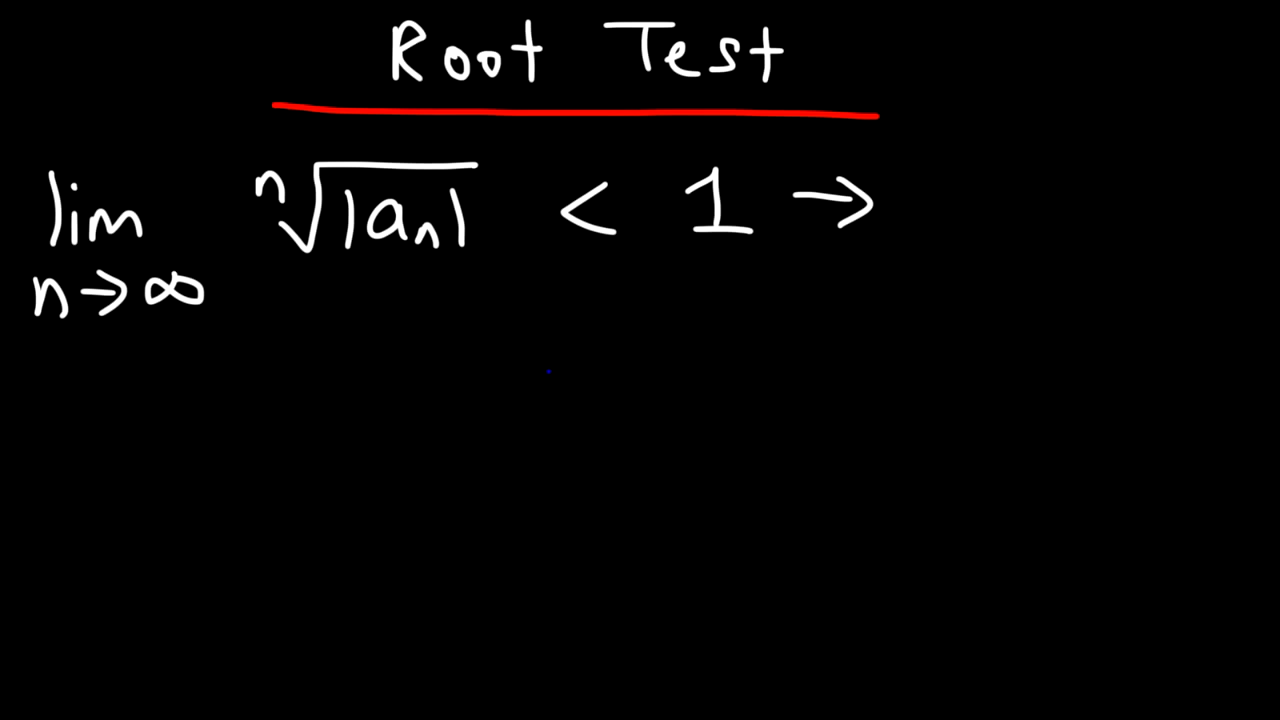 Root Test
lim n√|aₙ| < 1 →
n→∞